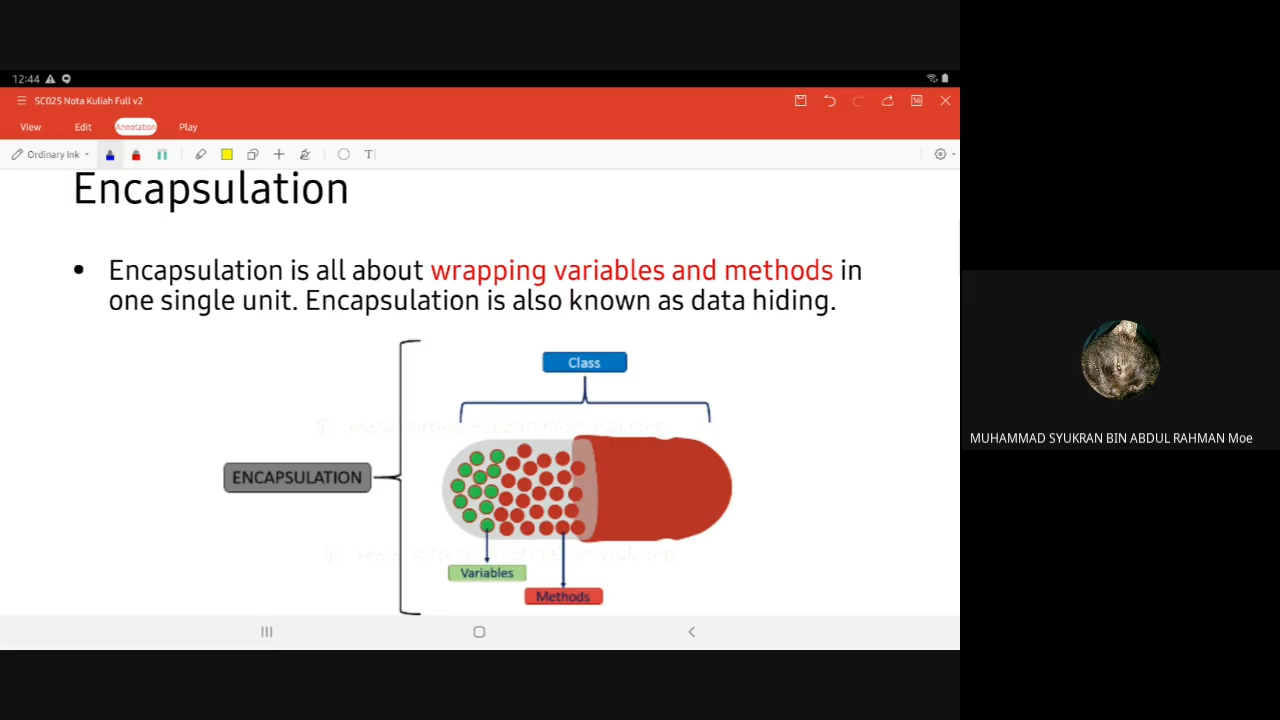 12:44
SC025 Nota Kuliah Full v2
16
View Edit Annotation Play
Ordinary Ink
T
Encapsulation
• Encapsulation is all about wrapping variables and methods in
one single unit. Encapsulation is also known as data hiding.
Class
ENCAPSULATION
Variables
Methods
MUHAMMAD SYUKRAN BIN ABDUL RAHMAN Moe